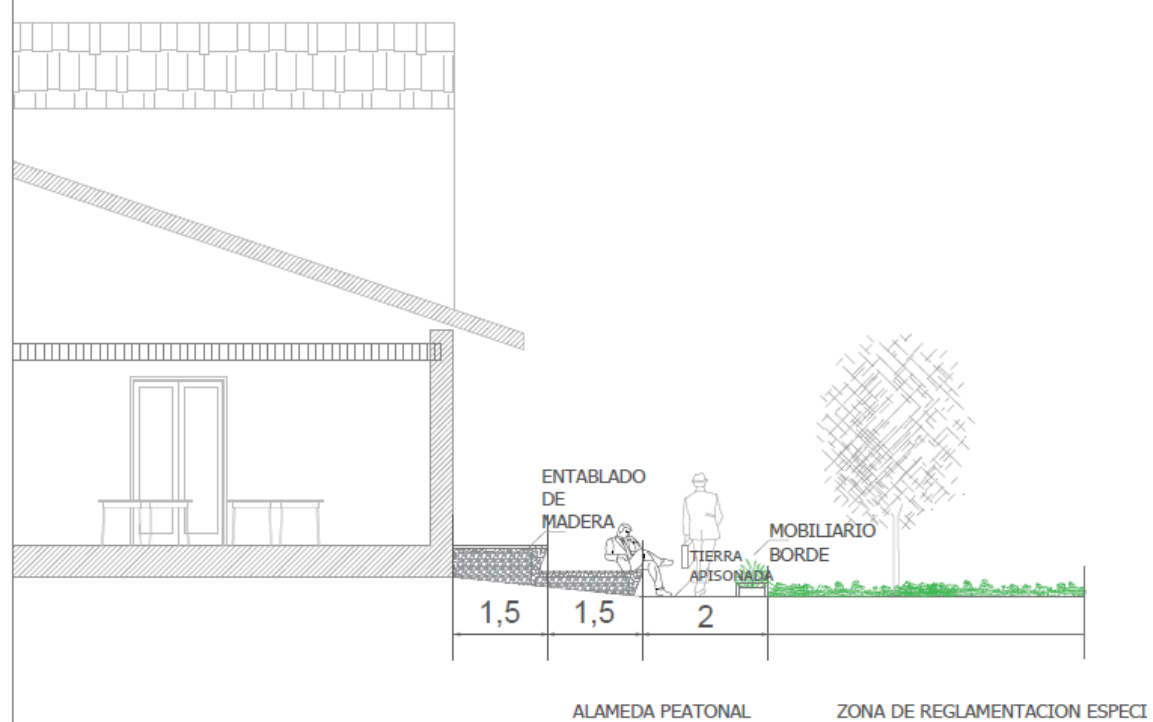 ENTABLADO
DE
MADERA
MOBILIARIO
BORDE
TIERRA
APISONADA
1,5
1,5
2
ALAMEDA PEATONAL
ZONA DE REGLAMENTACION ESPECI